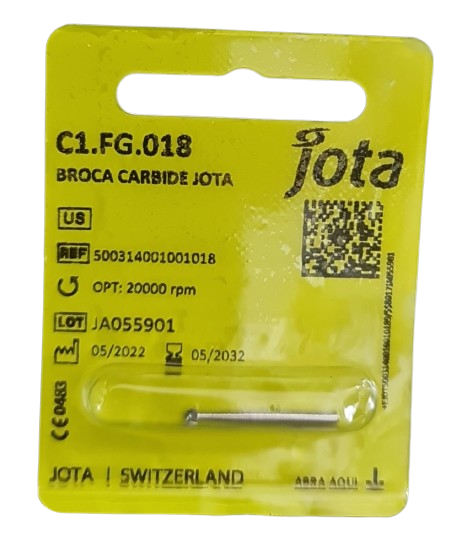 C1.FG.018
BROCA CARBIDE JOTA
jota
US
REF 500314001001018
OPT: 20000 rpm
LOT JA055901
05/2022 05/2032
CE 0483
JOTA | SWITZERLAND
ABRA AQUI